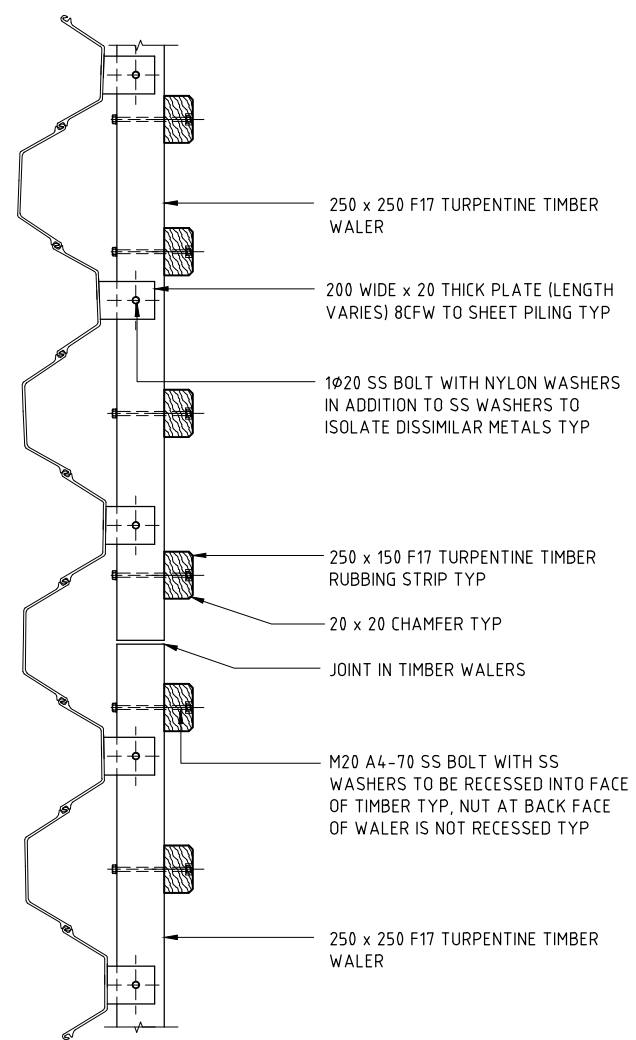 250 x 250 F17 TURPENTINE TIMBER
WALER
200 WIDE x 20 THICK PLATE (LENGTH
VARIES) 8CFW TO SHEET PILING TYP
1Ø20 SS BOLT WITH NYLON WASHERS
IN ADDITION TO SS WASHERS TO
ISOLATE DISSIMILAR METALS TYP
250 x 150 F17 TURPENTINE TIMBER
RUBBING STRIP TYP
20 x 20 CHAMFER TYP
JOINT IN TIMBER WALERS
M20 A4-70 SS BOLT WITH SS
WASHERS TO BE RECESSED INTO FACE
OF TIMBER TYP, NUT AT BACK FACE
OF WALER IS NOT RECESSED TYP
250 x 250 F17 TURPENTINE TIMBER
WALER